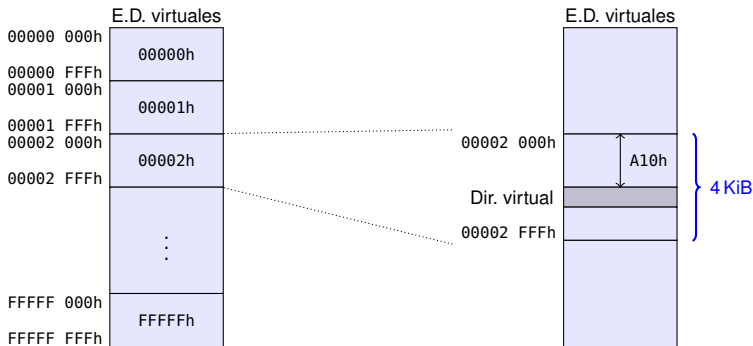 E.D. virtuales
00000 000h
00000h
00000 FFFh
00001 000h
00001h
00001 FFFh
00002 000h
00002h
00002 FFFh
FFFFF 000h
FFFFFh
FFFFF FFFh
E.D. virtuales
00002 000h
A10h
4 KiB
Dir. virtual
00002 FFFh